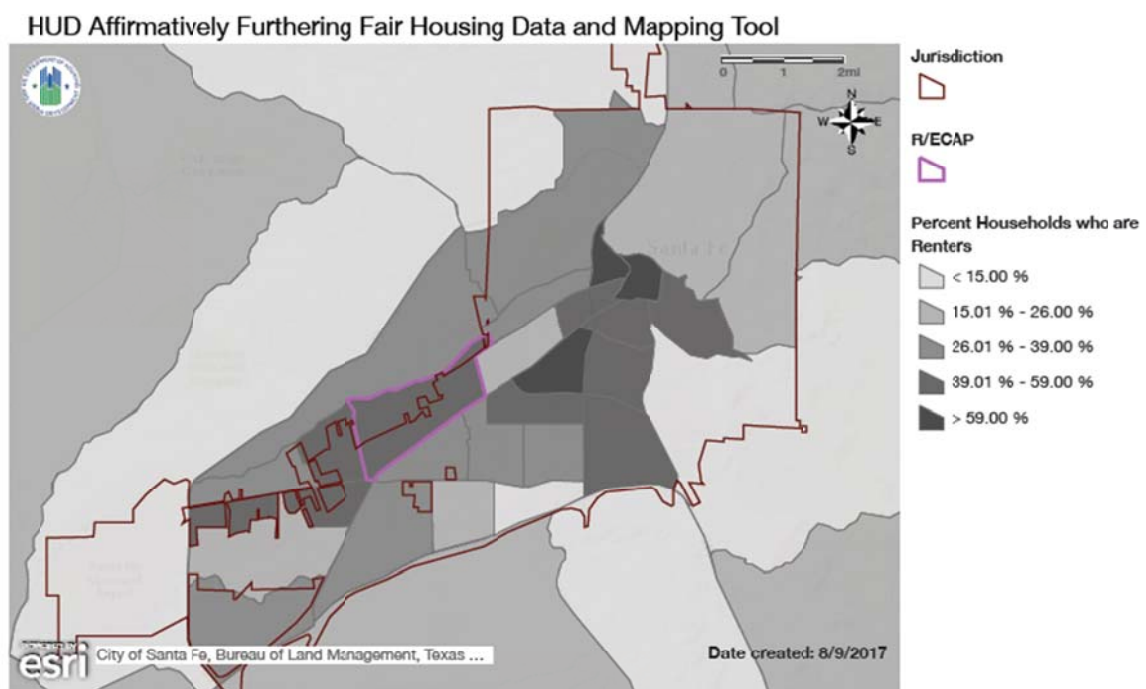 HUD Affirmatively Furthering Fair Housing Data and Mapping Tool
0 1 2mi
N
W E
S
Santa Fe
Jurisdiction
R/ECAP
Percent Households who are
Renters
< 15.00 %
15.01 % - 26.00 %
26.01 % - 39.00 %
39.01 % - 59.00 %
> 59.00 %
POWERED BY
esri
City of Santa Fe, Bureau of Land Management, Texas ...
Date created: 8/9/2017